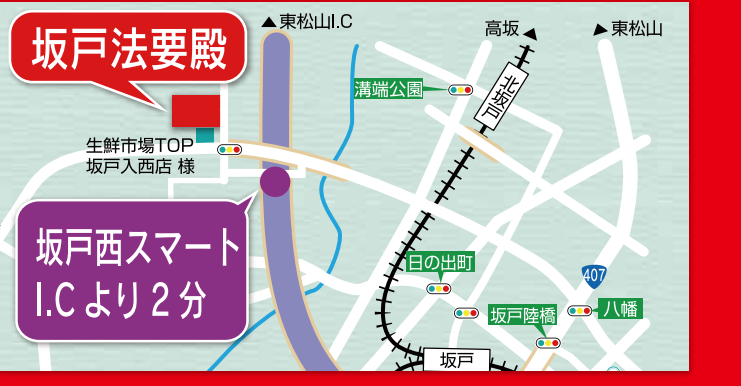 東松山I.C
高坂
東松山
坂戸法要殿
北坂戸
溝端公園
生鮮市場TOP
坂戸入西店 様
坂戸西スマート
I.Cより2分
日の出町
407
坂戸陸橋
八幡
坂戸